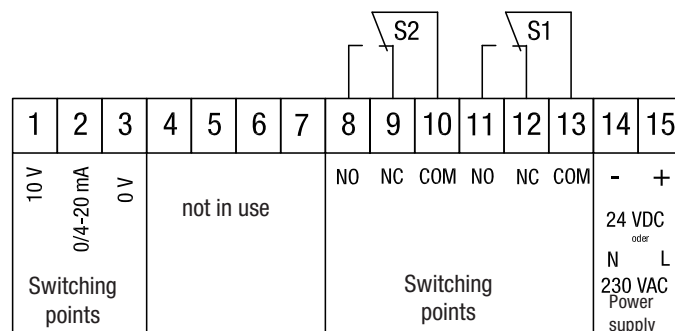 S2 S1
1 2 3 4 5 6 7 8 9 10 11 12 13 14 15
10 V
0/4-20 mA
0 V
not in use
NO NC COM NO NC COM - +
24 VDC
oder
N L
230 VAC
Switching
points
Switching
points
Power
supply